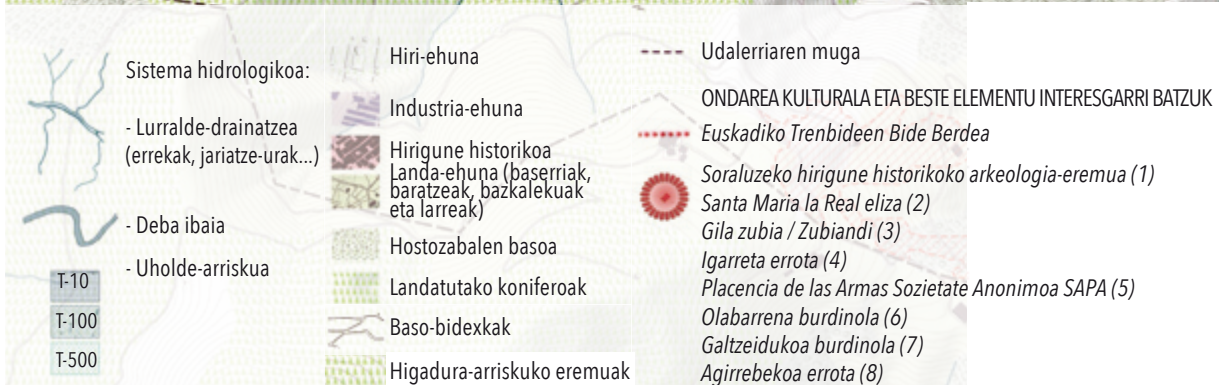 Sistema hidrologikoa:
- Lurralde-drainatzea
(errekak, jariatze-urak...)
- Deba ibaia
- Uholde-arriskua
T-10
T-100
T-500
Hiri-ehuna
Industria-ehuna
Hirigune historikoa
Landa-ehuna (baserriak,
baratzeak, bazkalekuak
eta larreak)
Hostozabalen basoa
Landatutako koniferoak
Baso-bidexkak
Higadura-arriskuko eremuak
Udalerriaren muga
ONDAREA KULTURALA ETA BESTE ELEMENTU INTERESGARRI BATZUK
Euskadiko Trenbideen Bide Berdea
Soraluzeko hirigune historikoko arkeologia-eremua (1)
Santa Maria la Real eliza (2)
Gila zubia / Zubiandi (3)
Igarreta errota (4)
Placencia de las Armas Sozietate Anonimoa SAPA (5)
Olabarrena burdinola (6)
Galtzeidukoa burdinola (7)
Agirrebekoa errota (8)